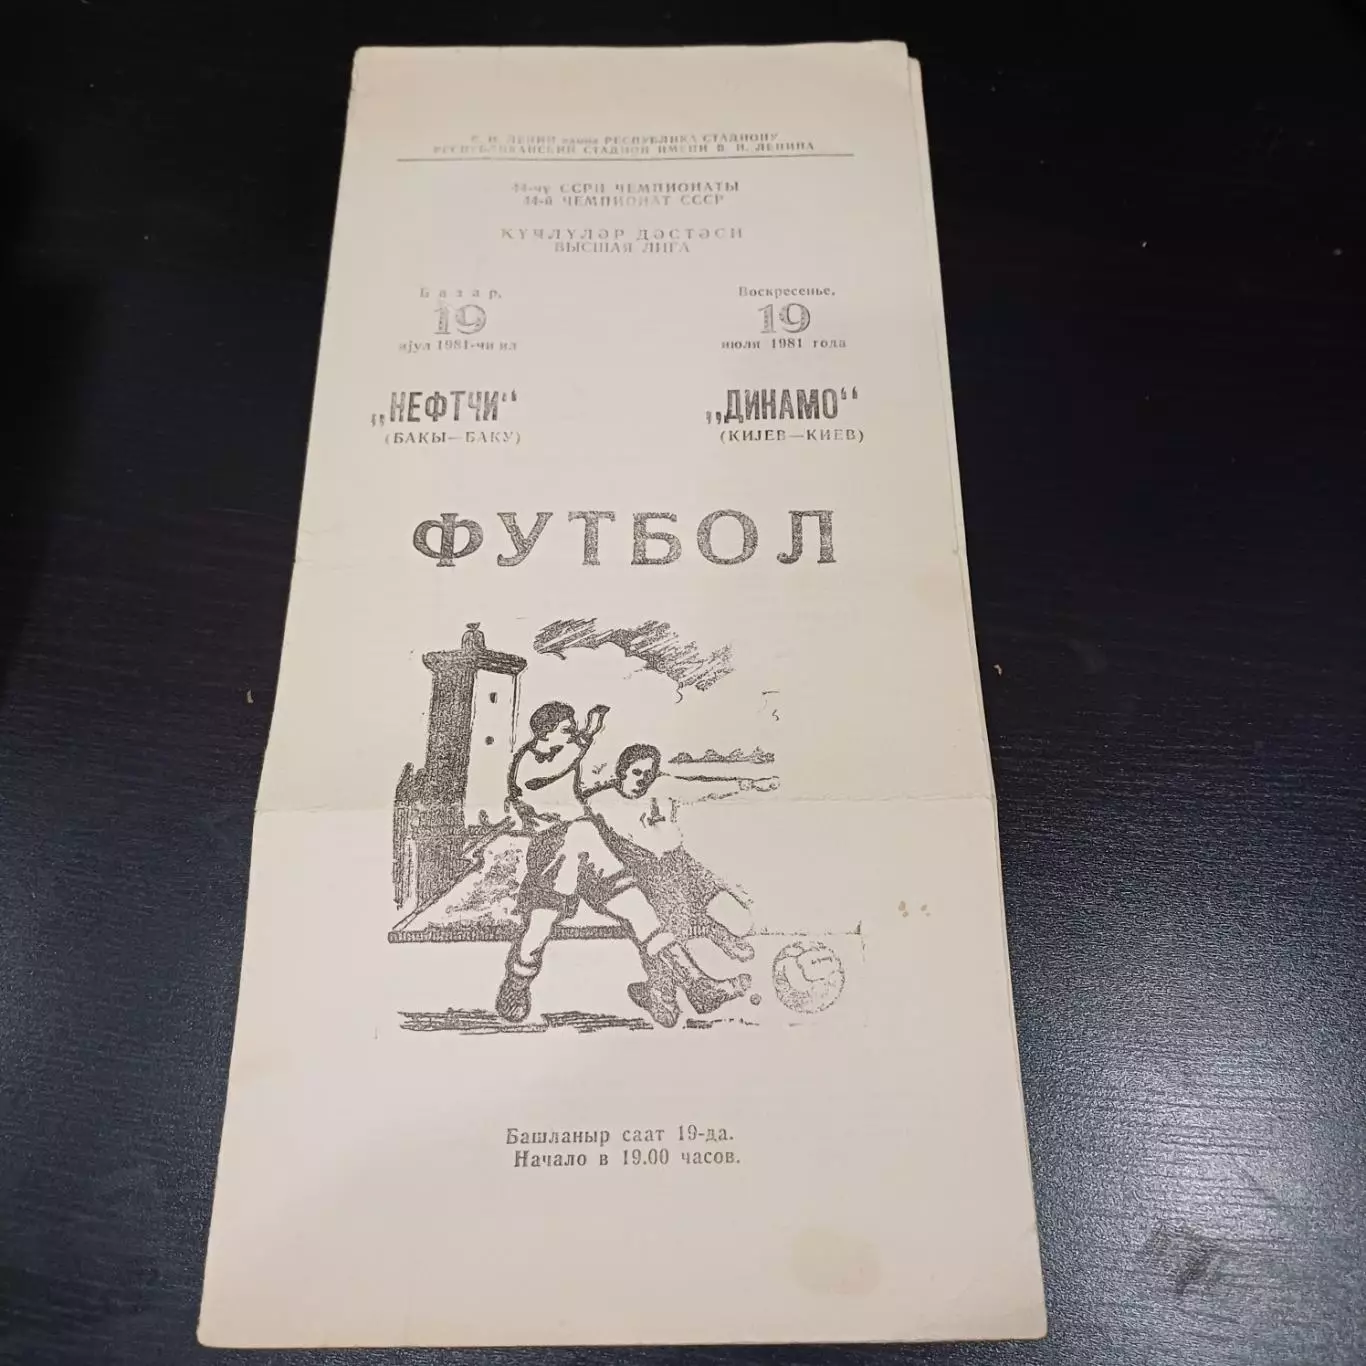 ЛЕНИН адына РЕСПУБЛИКА СТАДИОНУ
РЕСПУБЛИКАНСКИЙ СТАДИОН ИМЕНИ В. И. ЛЕНИНА
44-чү ССРИ ЧЕМПИОНАТЫ
44-й ЧЕМПИОНАТ СССР
ҚҮЧЛҮЛӘР ДӘСТӘСИ
ВЫСШАЯ ЛИГА
Базар,
19
ијул 1981-чи ил
Воскресенье,
19
июля 1981 года
„НЕФТЧИ“
(БАҚЫ—БАКУ)
„ДИНАМО“
(КИЈЕВ—КИЕВ)
ФУТБОЛ
Башланыр саат 19-да.
Начало в 19.00 часов.